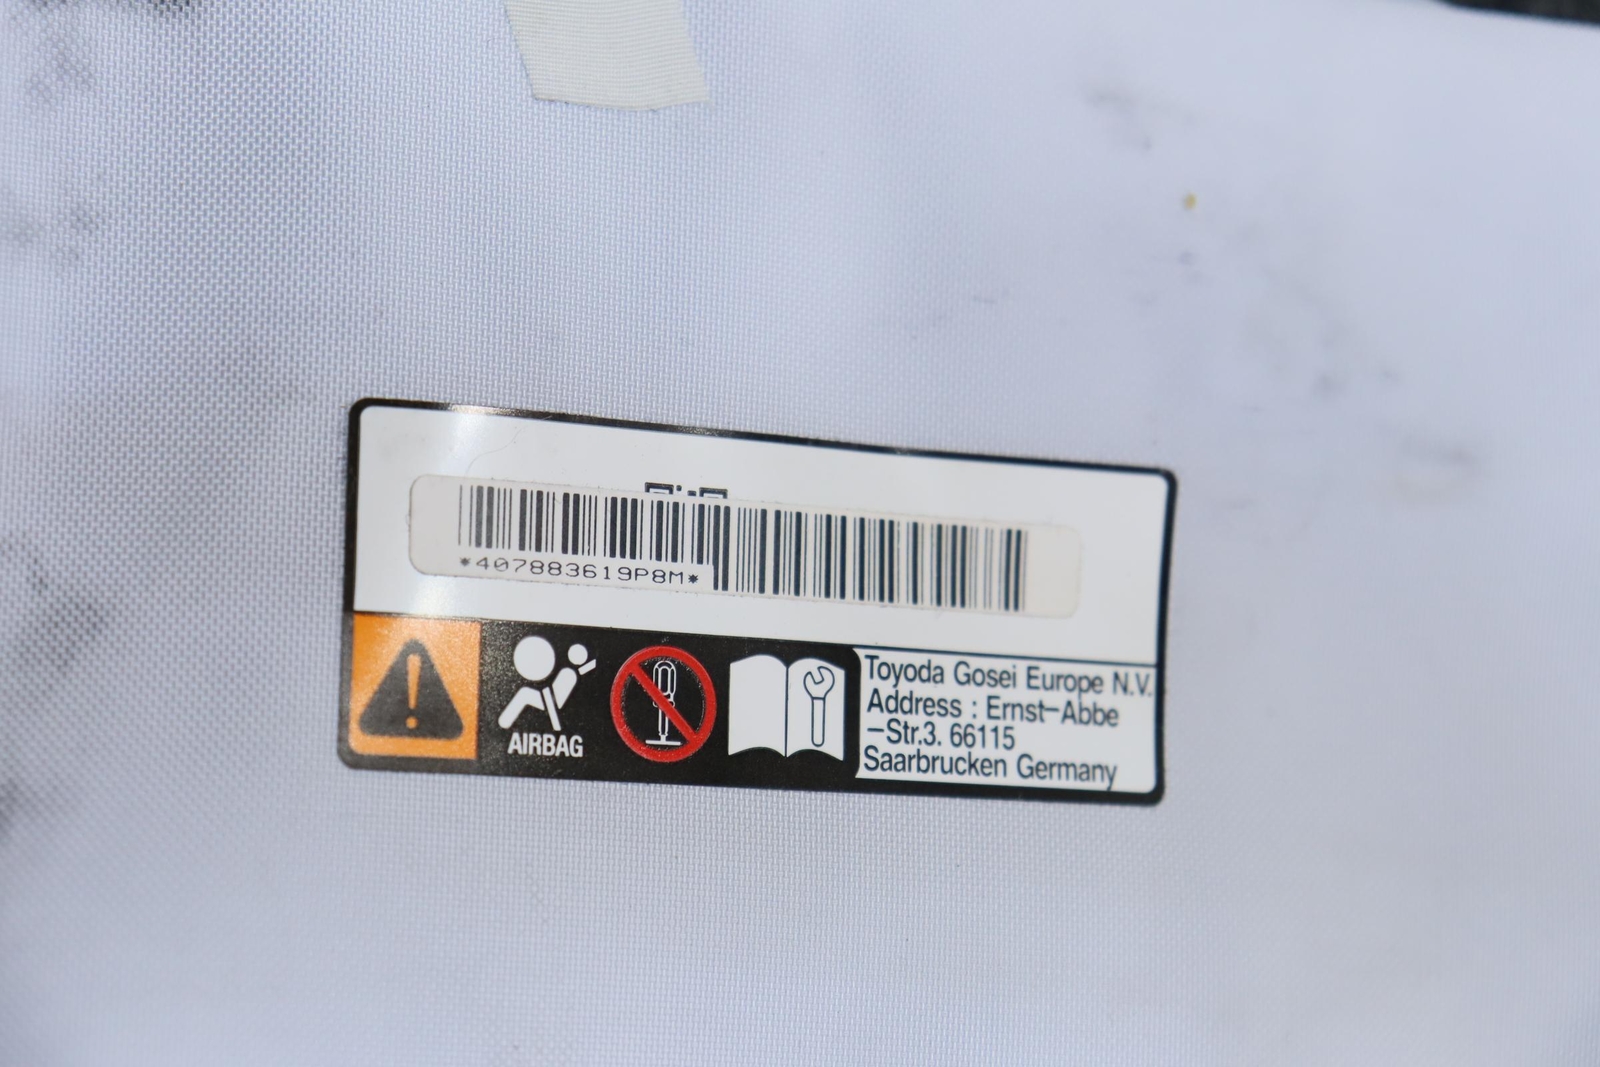 *407883619P8M*
AIRBAG
Toyoda Gosei Europe N.V.
Address : Ernst-Abbe
-Str.3. 66115
Saarbrucken Germany